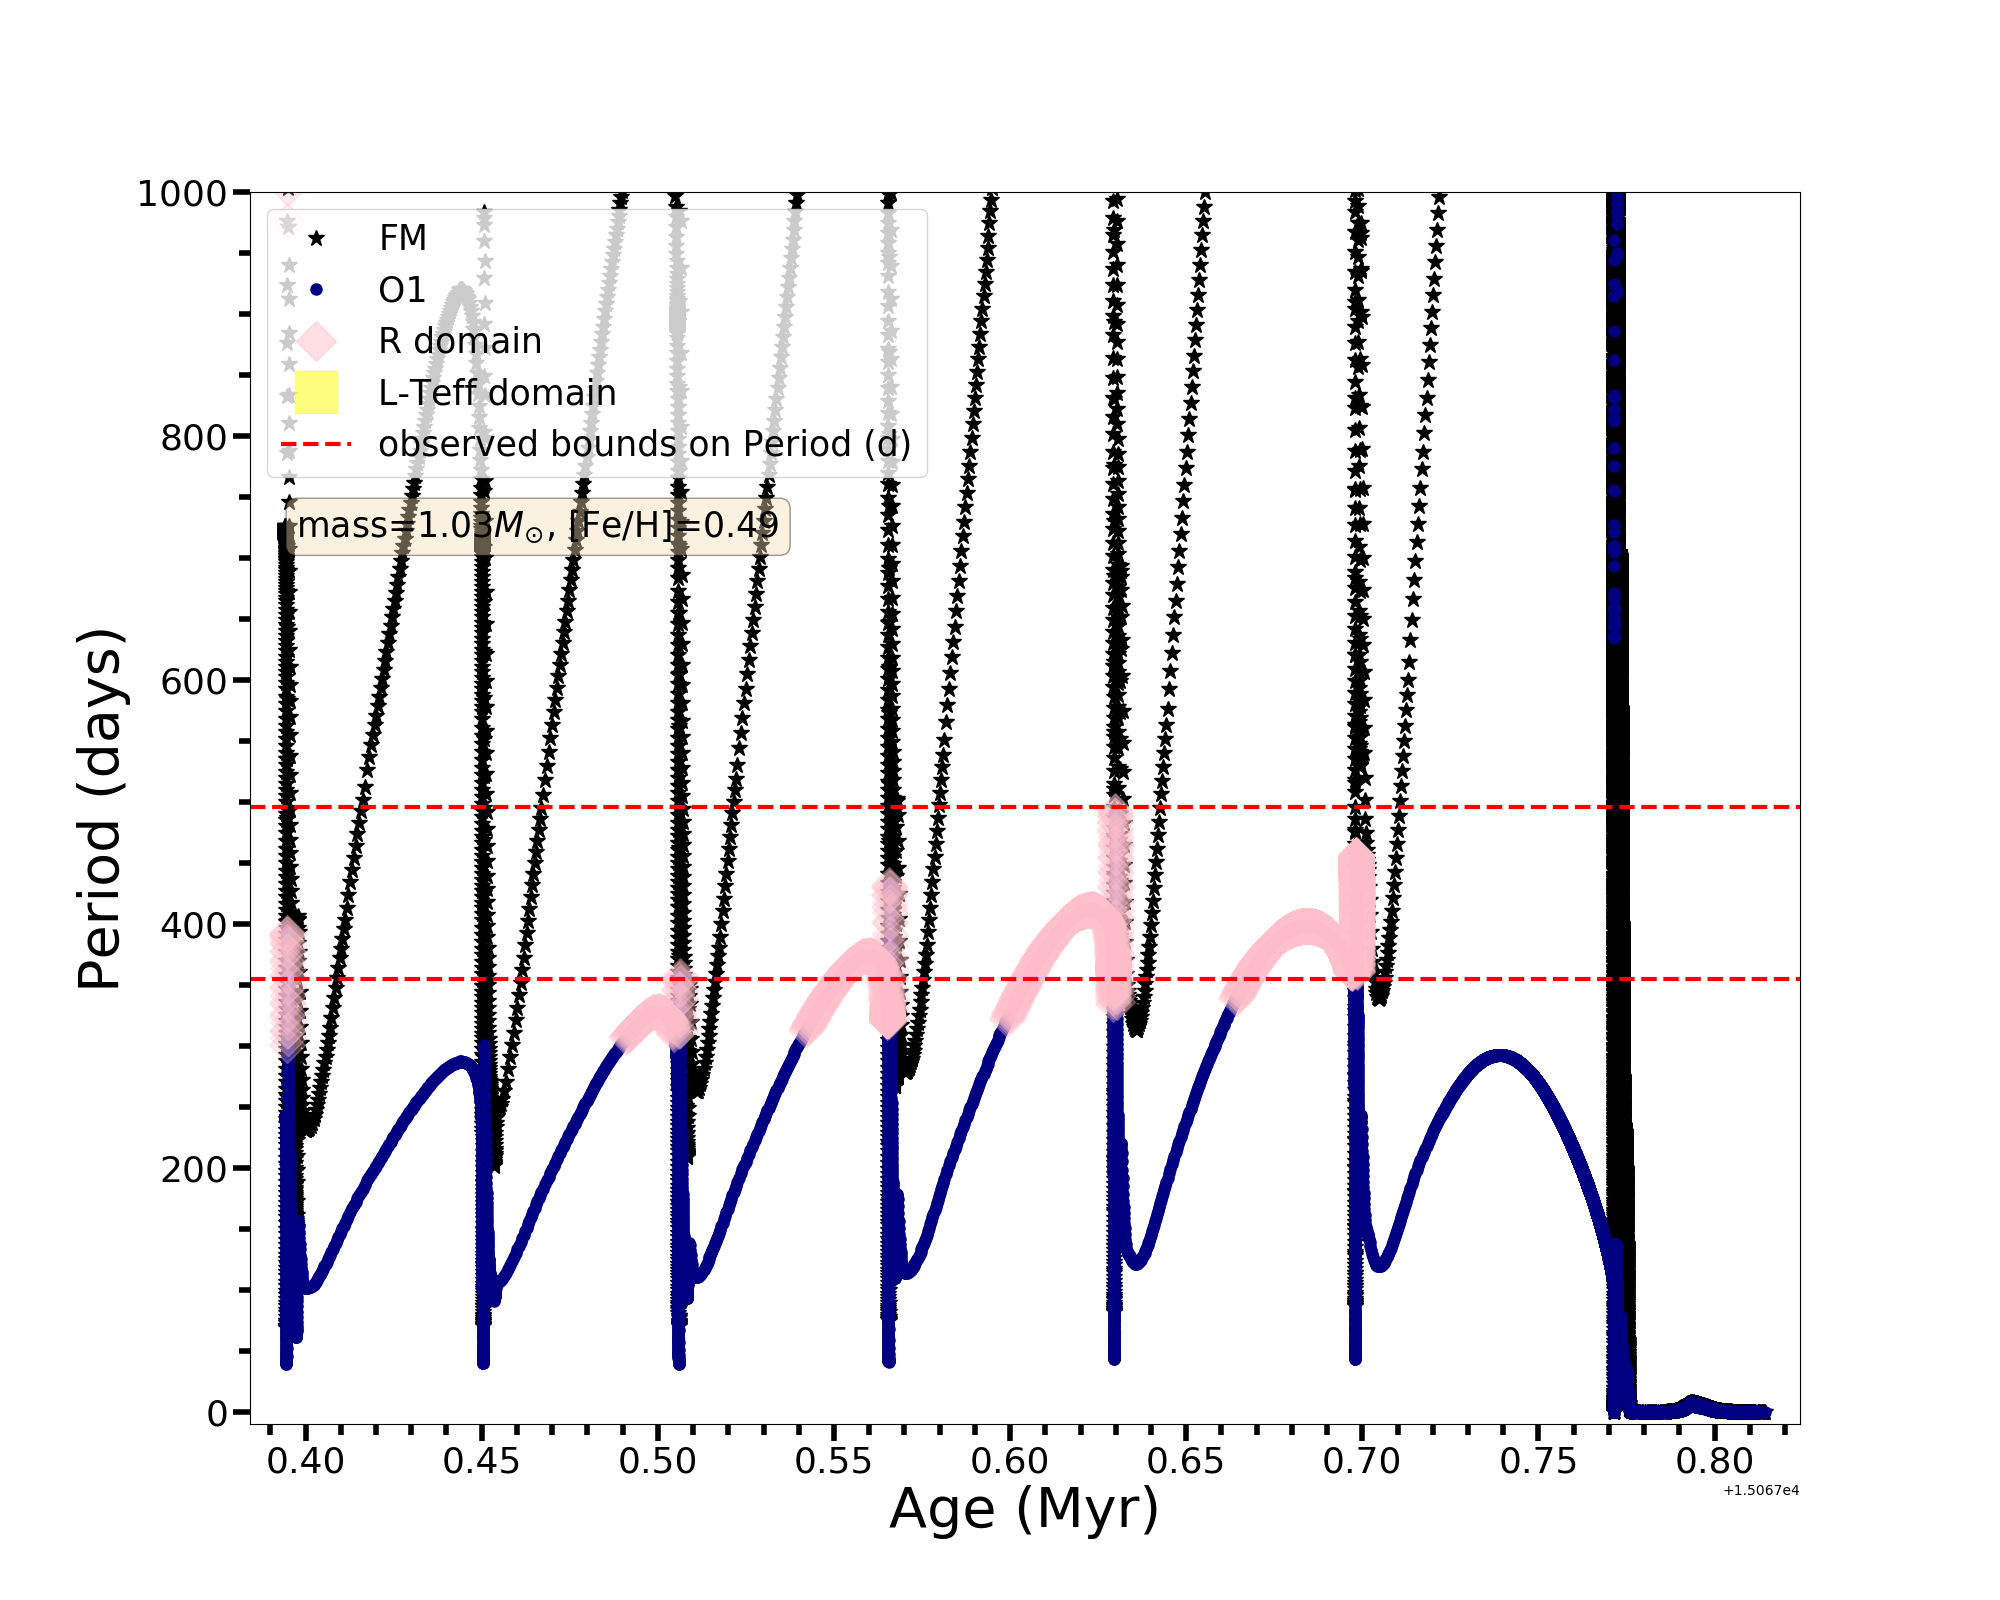 1000
800
600
400
200
0
Period (days)
FM
O1
R domain
L-Teff domain
observed bounds on Period (d)
mass=1.03M⊙, [Fe/H]=0.49
0.40 0.45 0.50 0.55 0.60 0.65 0.70 0.75 0.80
+1.5067e4
Age (Myr)